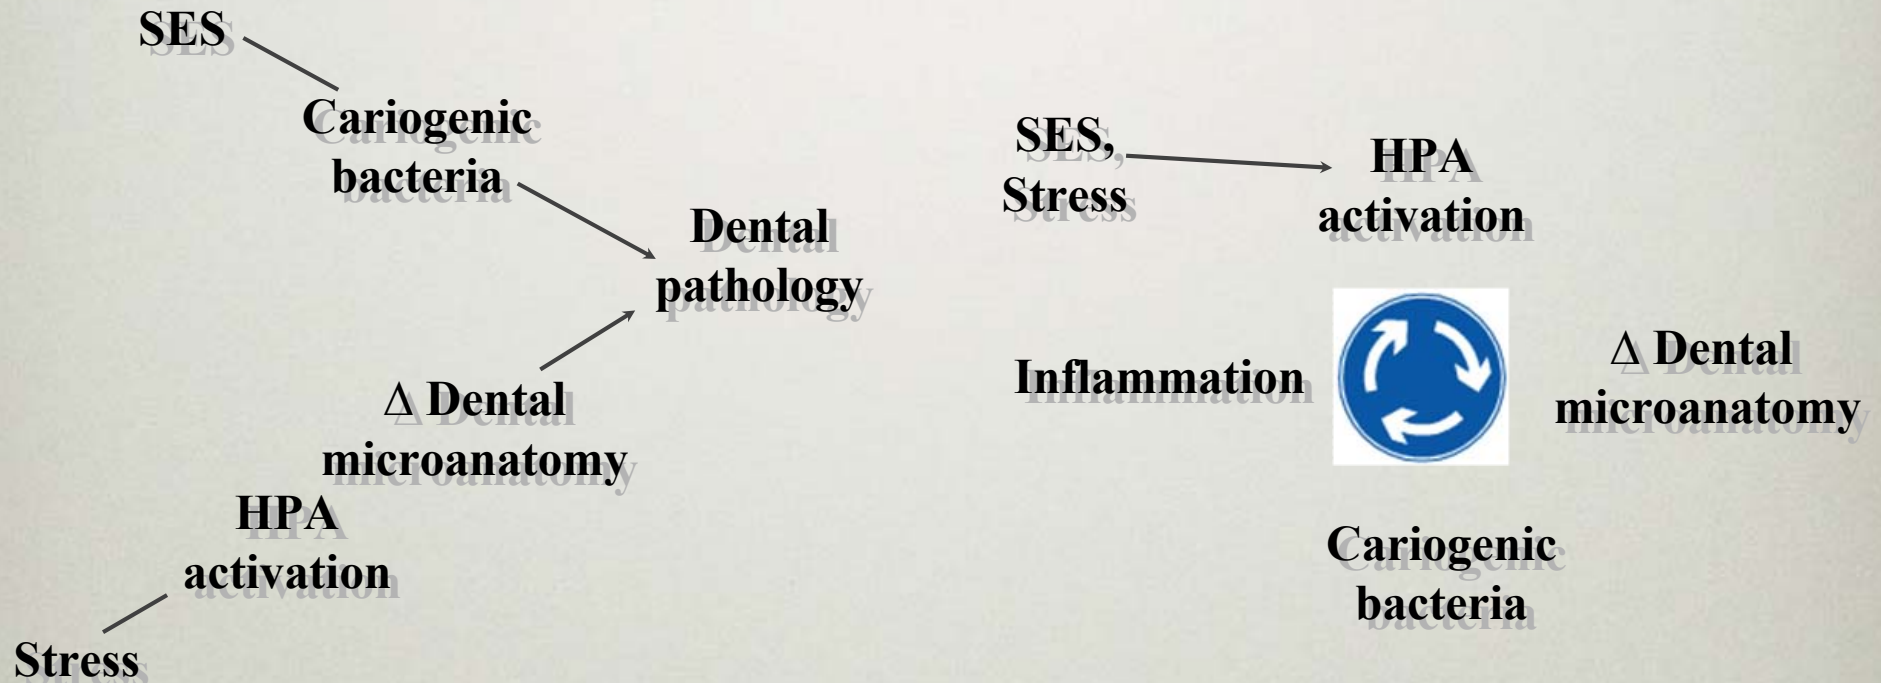 SES
Cariogenic
bacteria
Dental
pathology
Δ Dental
microanatomy
HPA
activation
Stress
SES,
Stress
HPA
activation
Inflammation
Δ Dental
microanatomy
Cariogenic
bacteria